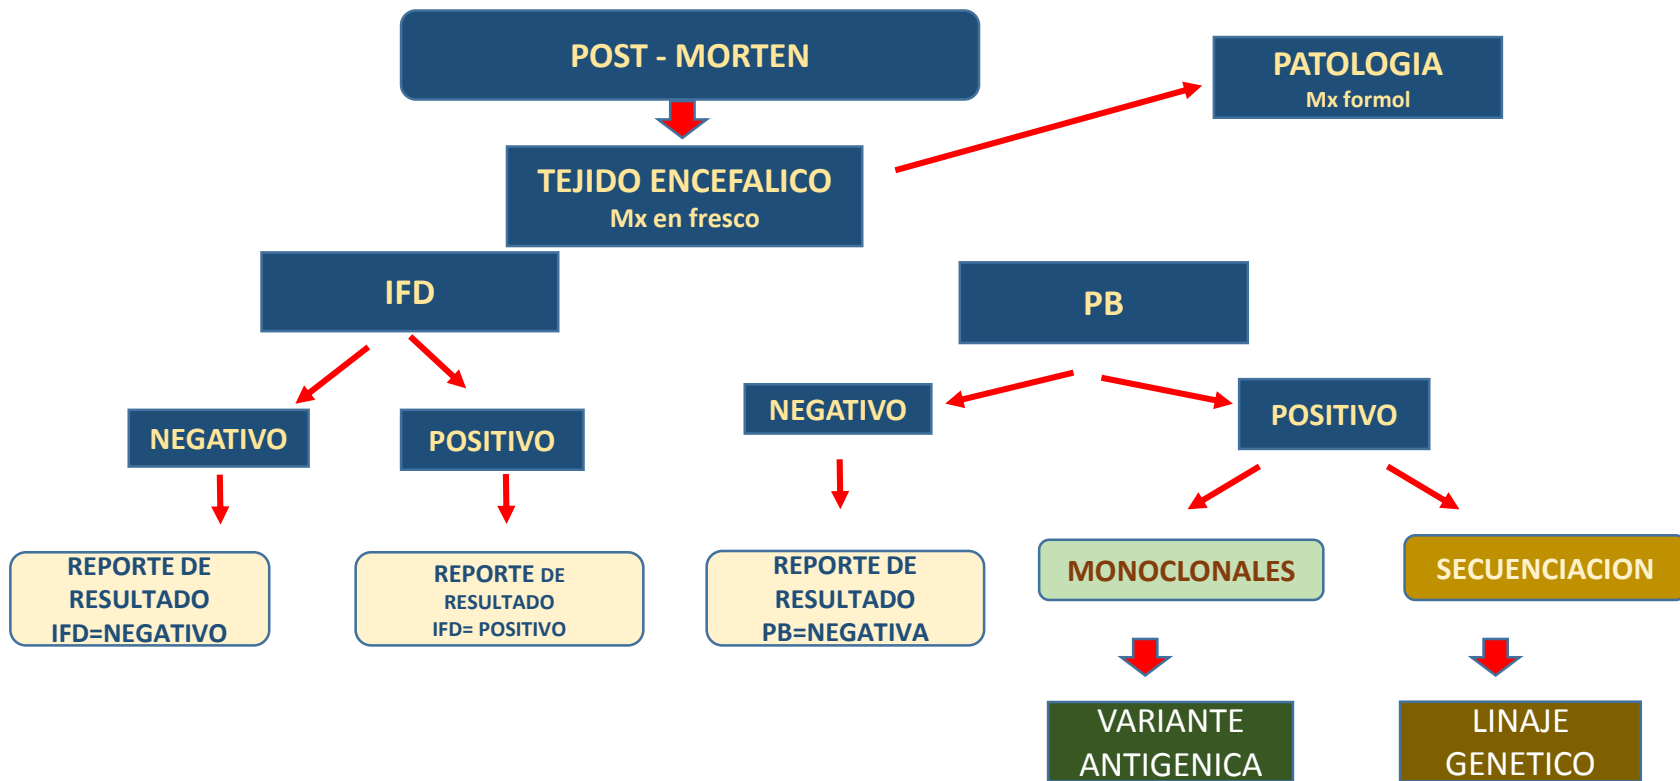 POST - MORTEN
PATOLOGIA
Mx formol
TEJIDO ENCEFALICO
Mx en fresco
IFD
PB
NEGATIVO
POSITIVO
NEGATIVO
POSITIVO
REPORTE DE
RESULTADO
IFD=NEGATIVO
REPORTE DE
RESULTADO
IFD= POSITIVO
REPORTE DE
RESULTADO
PB=NEGATIVA
MONOCLONALES
SECUENCIACION
VARIANTE
ANTIGENICA
LINAJE
GENETICO